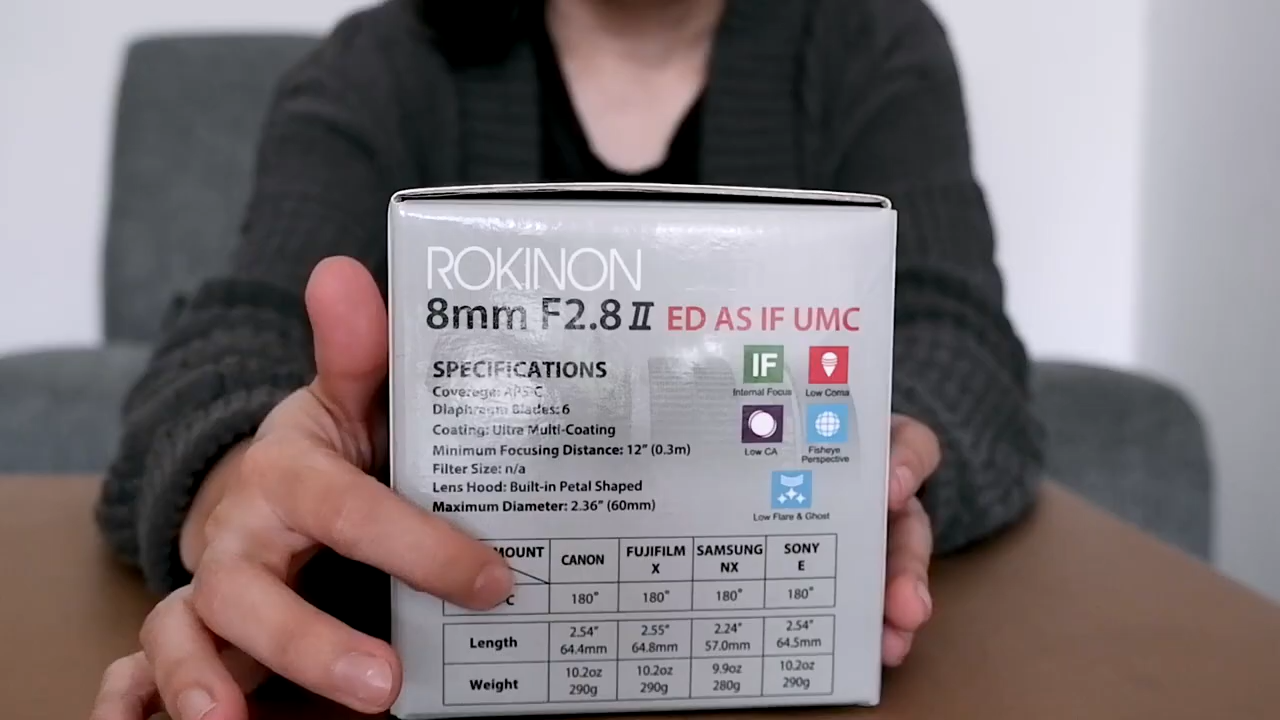 ROKINON
8mm F2.8 II ED AS IF UMC
SPECIFICATIONS
Coverage: APS-C
Diaphragm Blades: 6
Coating: Ultra Multi-Coating
Minimum Focusing Distance: 12" (0.3m)
Filter Size: n/a
Lens Hood: Built-in Petal Shaped
Maximum Diameter: 2.36" (60mm)
IF
Internal Focus
Low Coma
Low CA
Fisheye
Perspective
Low Flare & Ghost
MOUNT CANON FUJIFILM X SAMSUNG NX SONY E
C 180° 180° 180° 180°
Length 2.54" 64.4mm 2.55" 64.8mm 2.24" 57.0mm 2.54" 64.5mm
Weight 10.2oz 290g 10.2oz 290g 9.9oz 280g 10.2oz 290g